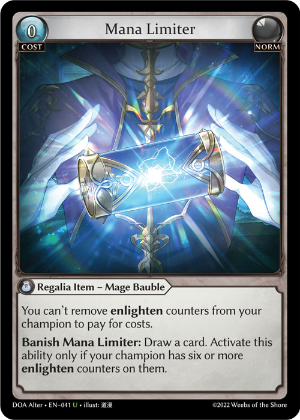 0
Mana Limiter
COST
NORM
Regalia Item – Mage Bauble
You can't remove enlighten counters from
your champion to pay for costs.
Banish Mana Limiter: Draw a card. Activate this
ability only if your champion has six or more
enlighten counters on them.
DOA Alter • EN-041 U • illust: 遥遥
©2022 Weebs of the Shore